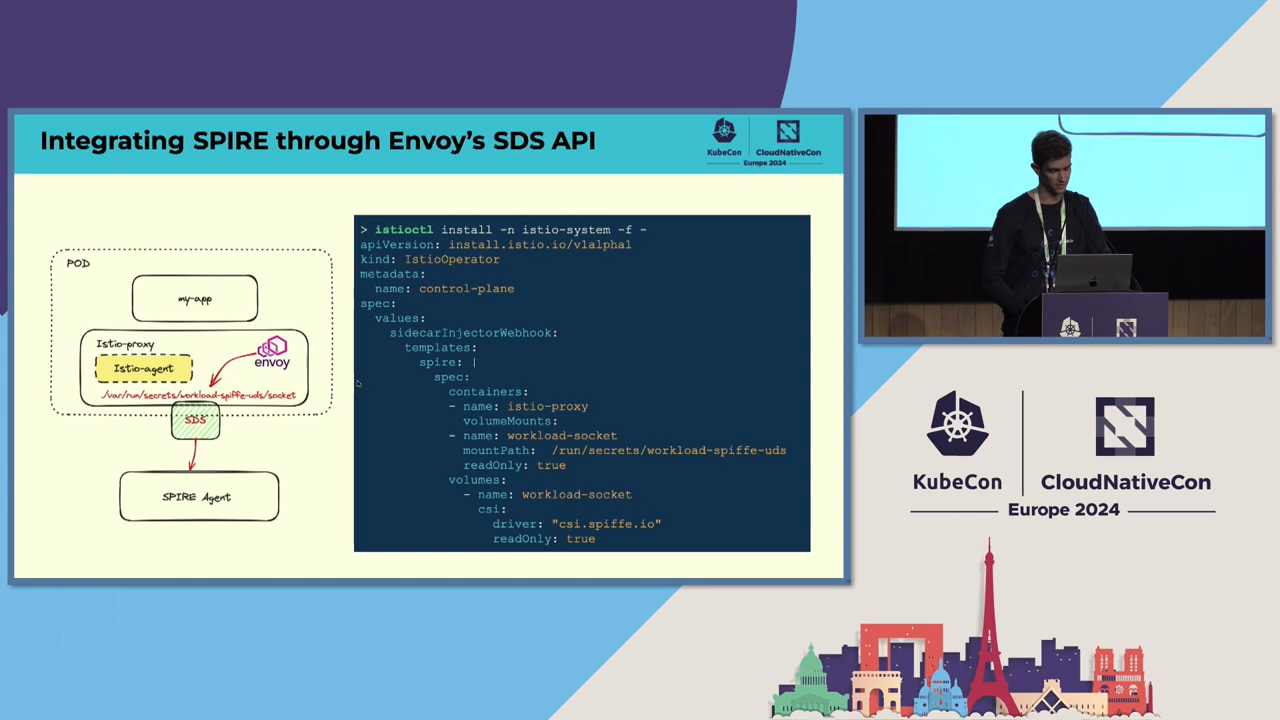 Integrating SPIRE through Envoy's SDS API
KubeCon
CloudNativeCon
Europe 2024
POD
my-app
Istio-proxy
Istio-agent
envoy
/var/run/secrets/workload-spiffe-uds/socket
SDS
SPIRE Agent
> istioctl install -n istio-system -f -
apiVersion: install.istio.io/v1alpha1
kind: IstioOperator
metadata:
name: control-plane
spec:
values:
sidecarInjectorWebhook:
templates:
spire: |
spec:
containers:
- name: istio-proxy
volumeMounts:
- name: workload-socket
mountPath: /run/secrets/workload-spiffe-uds
readOnly: true
volumes:
- name: workload-socket
csi:
driver: "csi.spiffe.io"
readOnly: true
KubeCon
CloudNativeCon
Europe 2024